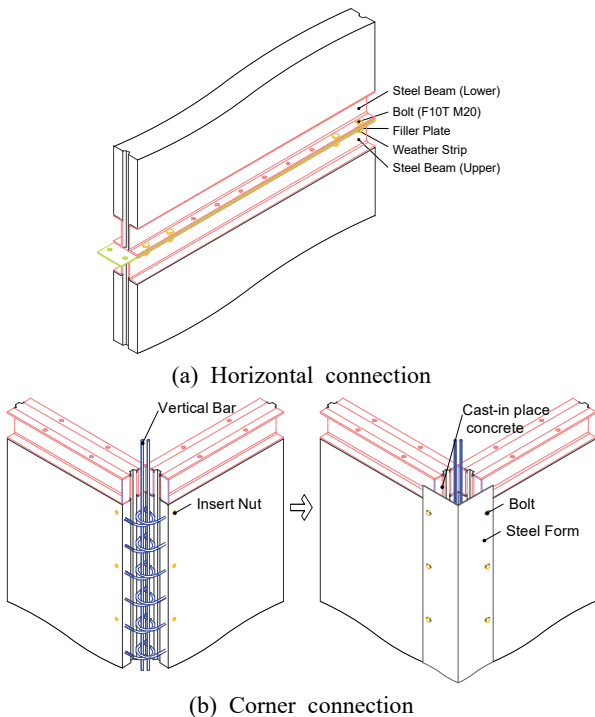 Steel Beam (Lower)
Bolt (F10T M20)
Filler Plate
Weather Strip
Steel Beam (Upper)
(a) Horizontal connection
Vertical Bar
Insert Nut
Cast-in place
concrete
Bolt
Steel Form
(b) Corner connection